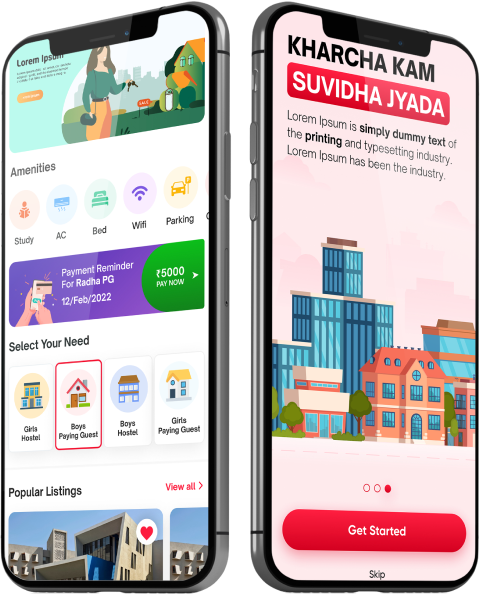 Lorem Ipsum
SALE
Amenities
Study
AC
Bed
Wifi
Parking
Payment Reminder
For Radha PG
12/Feb/2022
₹5000
PAY NOW
Select Your Need
Girls
Hostel
Boys
Paying Guest
Boys
Hostel
Girls
Paying Guest
Popular Listings
View all
KHARCHA KAM
SUVIDHA JYADA
Lorem Ipsum is simply dummy text of
the printing and typesetting industry.
Lorem Ipsum has been the industry.
Get Started
Skip